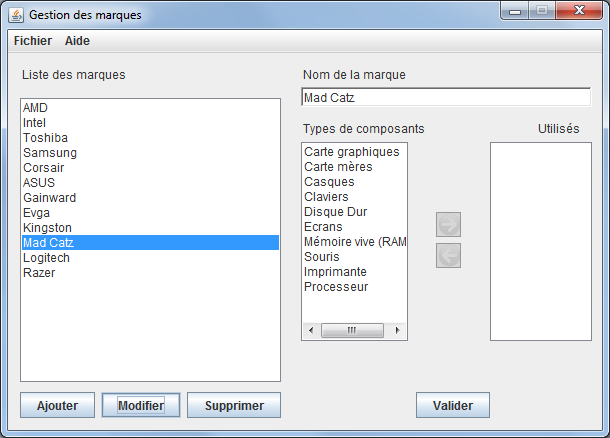 Gestion des marques
Fichier Aide
Liste des marques
AMD
Intel
Toshiba
Samsung
Corsair
ASUS
Gainward
Evga
Kingston
Mad Catz
Logitech
Razer
Ajouter Modifier Supprimer
Nom de la marque
Mad Catz
Types de composants
Carte graphiques
Carte mères
Casques
Claviers
Disque Dur
Ecrans
Mémoire vive (RAM
Souris
Imprimante
Processeur
Utilisés
Valider